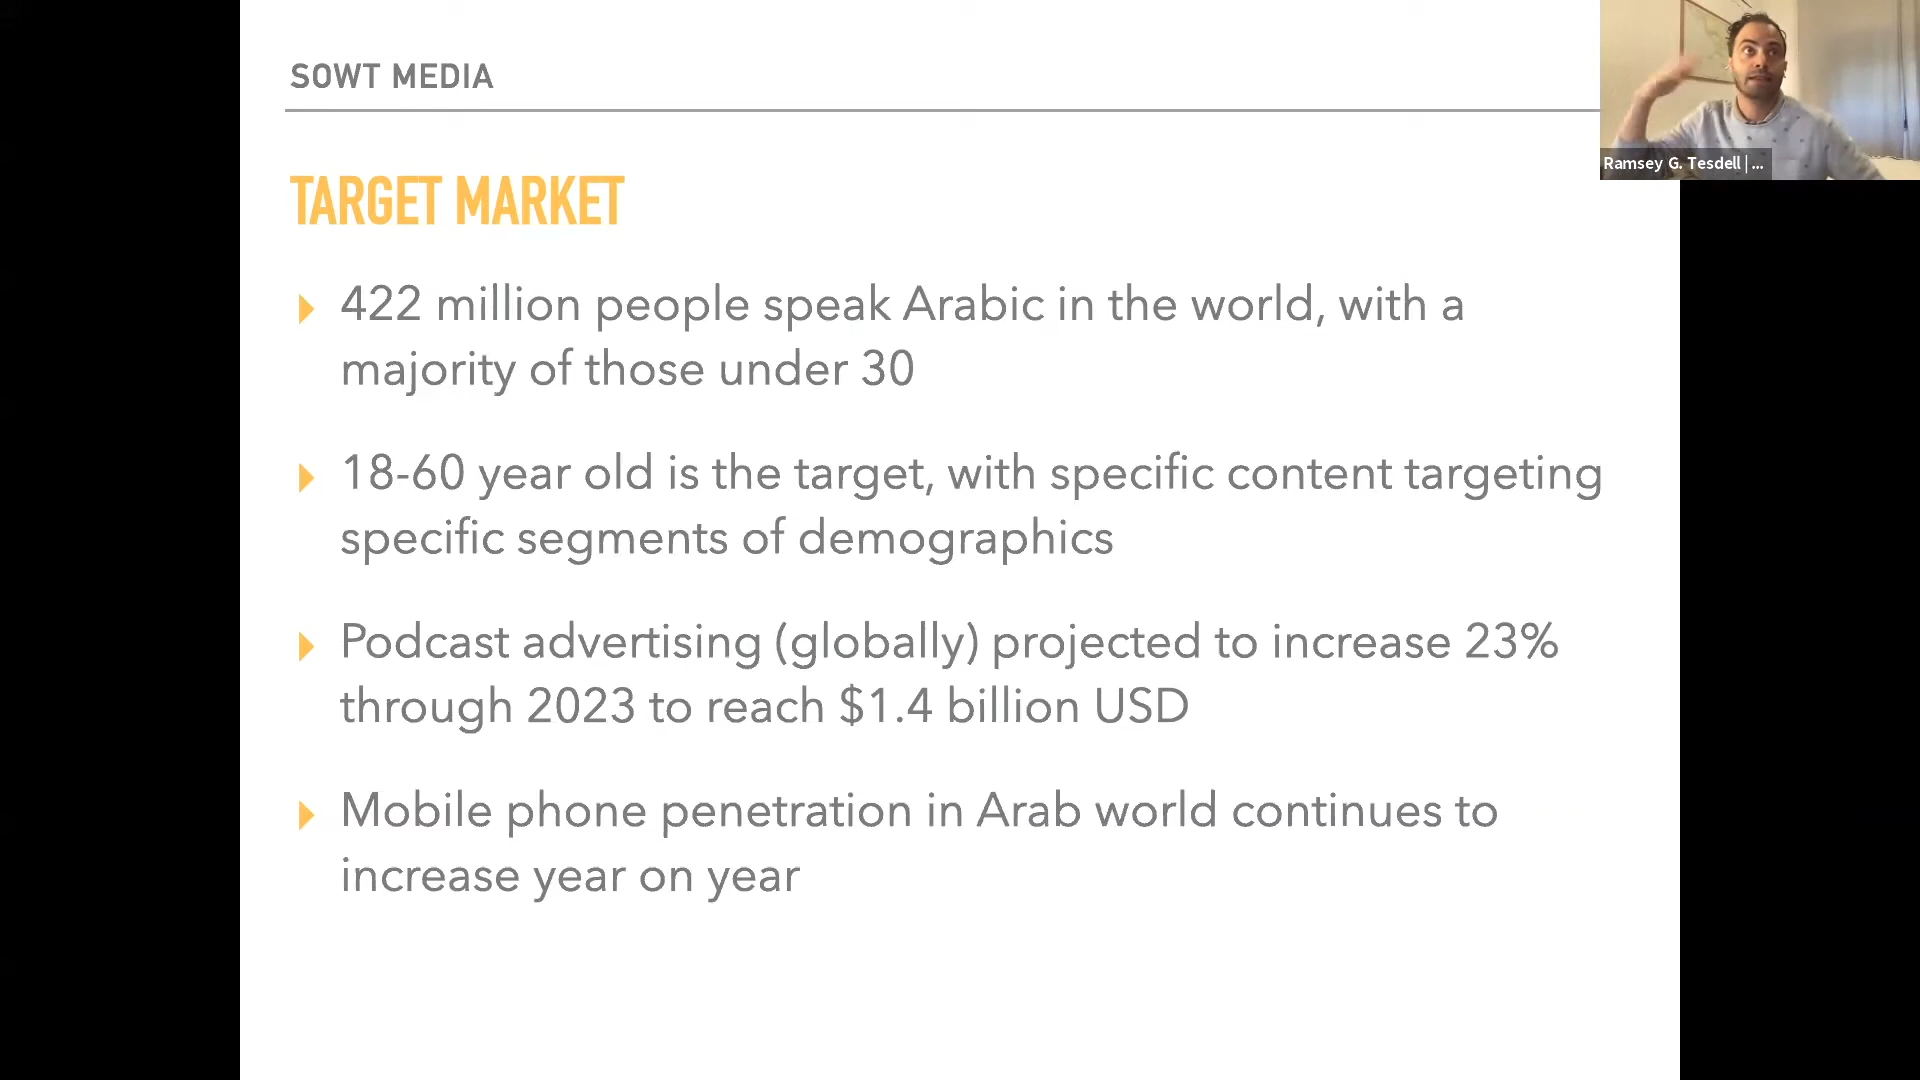 SOWT MEDIA
Ramsey G. Tesdell | ...
TARGET MARKET
422 million people speak Arabic in the world, with a
majority of those under 30
18-60 year old is the target, with specific content targeting
specific segments of demographics
Podcast advertising (globally) projected to increase 23%
through 2023 to reach $1.4 billion USD
Mobile phone penetration in Arab world continues to
increase year on year